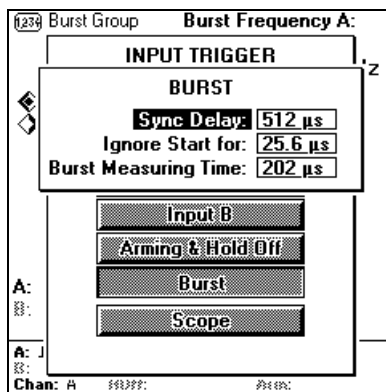 1234 Burst Group Burst Frequency A:
INPUT TRIGGER
'z
BURST
Sync Delay: 512 µs
Ignore Start for: 25.6 µs
Burst Measuring Time: 202 µs
Input B
Arming & Hold Off
A:
Burst
B:
Scope
A:
B:
Chan: A